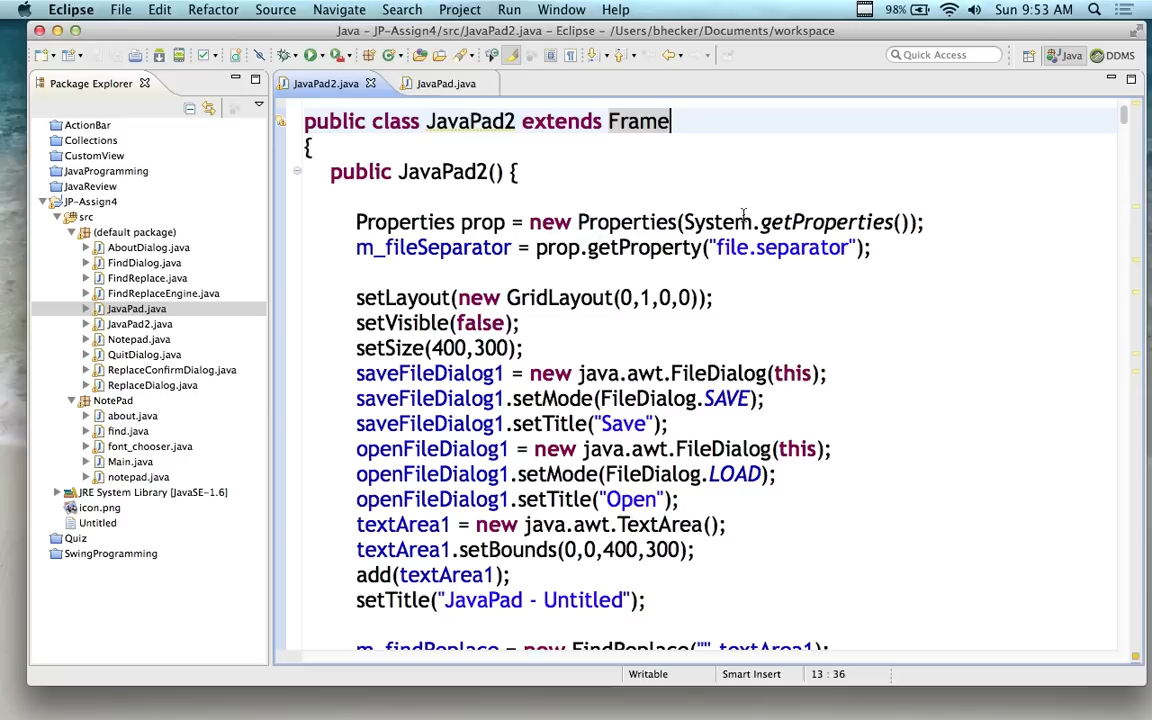 Eclipse File Edit Refactor Source Navigate Search Project Run Window Help 98% Sun 9:53 AM
Java - JP-Assign4/src/JavaPad2.java - Eclipse - /Users/bhecker/Documents/workspace
Quick Access Java DDMS
Package Explorer
JavaPad2.java JavaPad.java
ActionBar
Collections
CustomView
JavaProgramming
JavaReview
JP-Assign4
src
(default package)
AboutDialog.java
FindDialog.java
FindReplace.java
FindReplaceEngine.java
JavaPad.java
JavaPad2.java
Notepad.java
QuitDialog.java
ReplaceConfirmDialog.java
ReplaceDialog.java
NotePad
about.java
find.java
font_chooser.java
Main.java
notepad.java
JRE System Library [JavaSE-1.6]
icon.png
Untitled
Quiz
SwingProgramming
public class JavaPad2 extends Frame
{
public JavaPad2() {
Properties prop = new Properties(System.getProperties());
m_fileSeparator = prop.getProperty("file.separator");
setLayout(new GridLayout(0,1,0,0));
setVisible(false);
setSize(400,300);
saveFileDialog1 = new java.awt.FileDialog(this);
saveFileDialog1.setMode(FileDialog.SAVE);
saveFileDialog1.setTitle("Save");
openFileDialog1 = new java.awt.FileDialog(this);
openFileDialog1.setMode(FileDialog.LOAD);
openFileDialog1.setTitle("Open");
textArea1 = new java.awt.TextArea();
textArea1.setBounds(0,0,400,300);
add(textArea1);
setTitle("JavaPad - Untitled");
m_findReplace = new FindReplace("",textArea1);
Writable Smart Insert 13 : 36